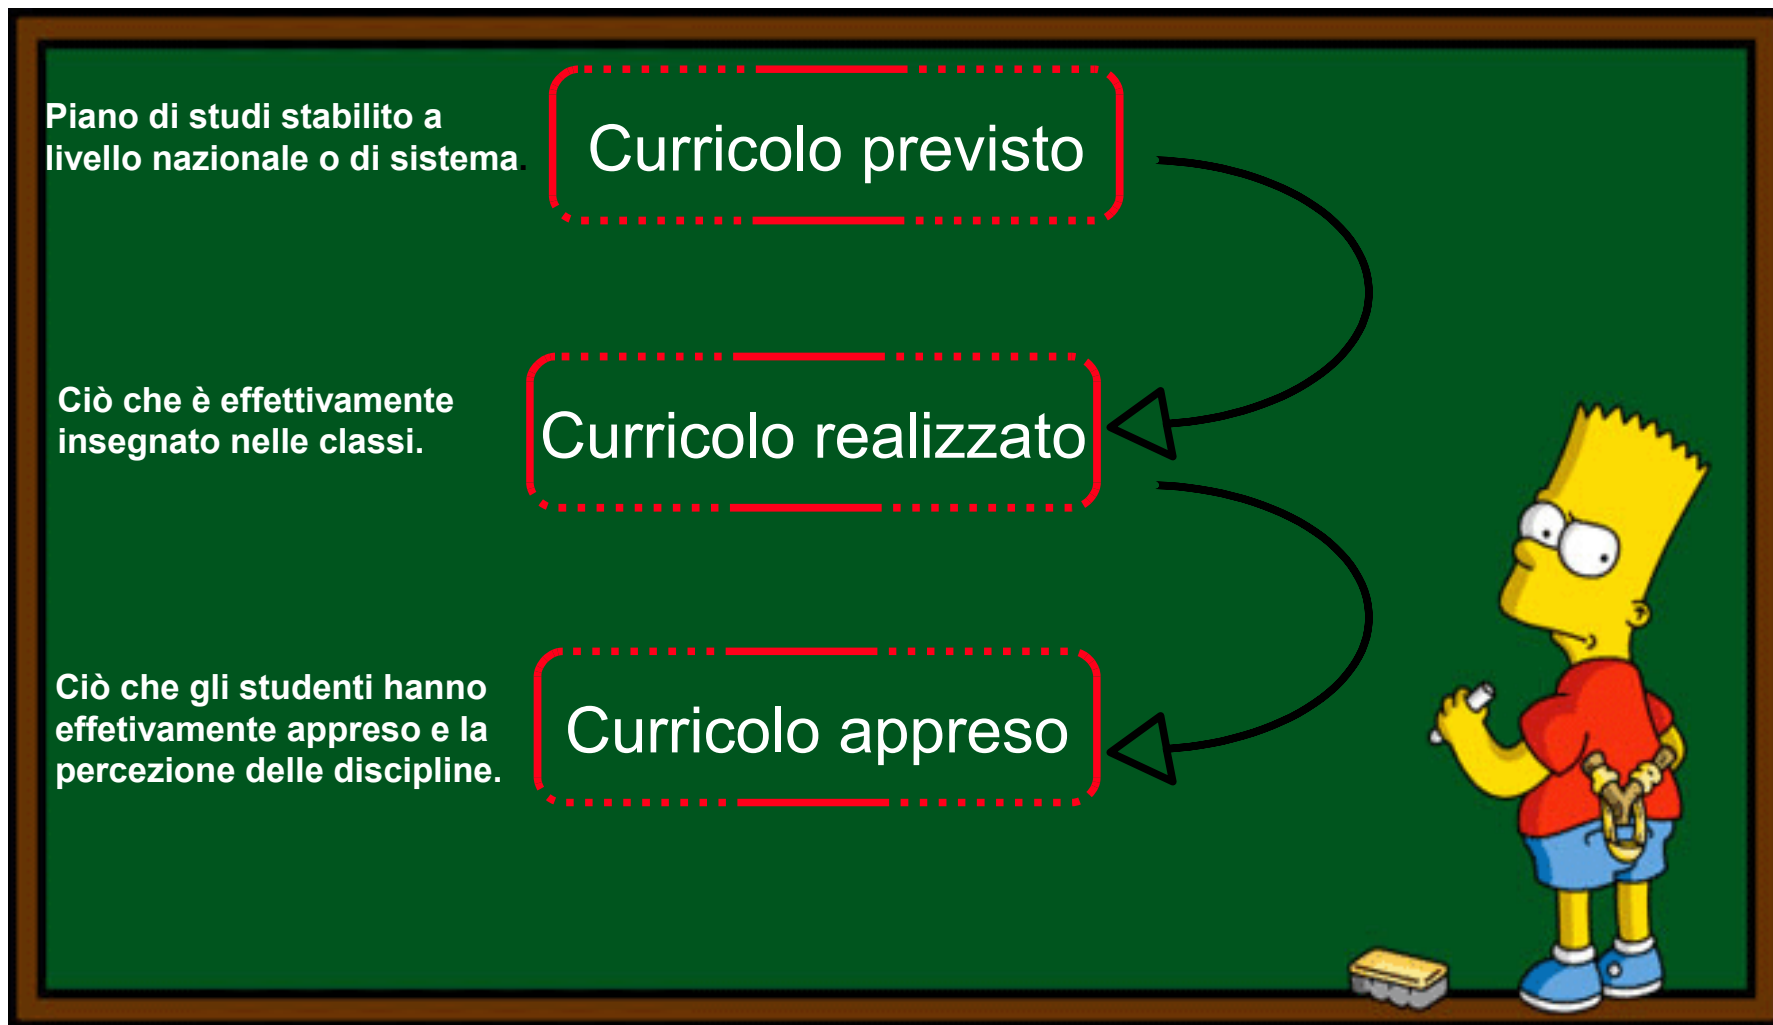 Piano di studi stabilito a
livello nazionale o di sistema.
Curricolo previsto
Ciò che è effettivamente
insegnato nelle classi.
Curricolo realizzato
Ciò che gli studenti hanno
effetivamente appreso e la
percezione delle discipline.
Curricolo appreso